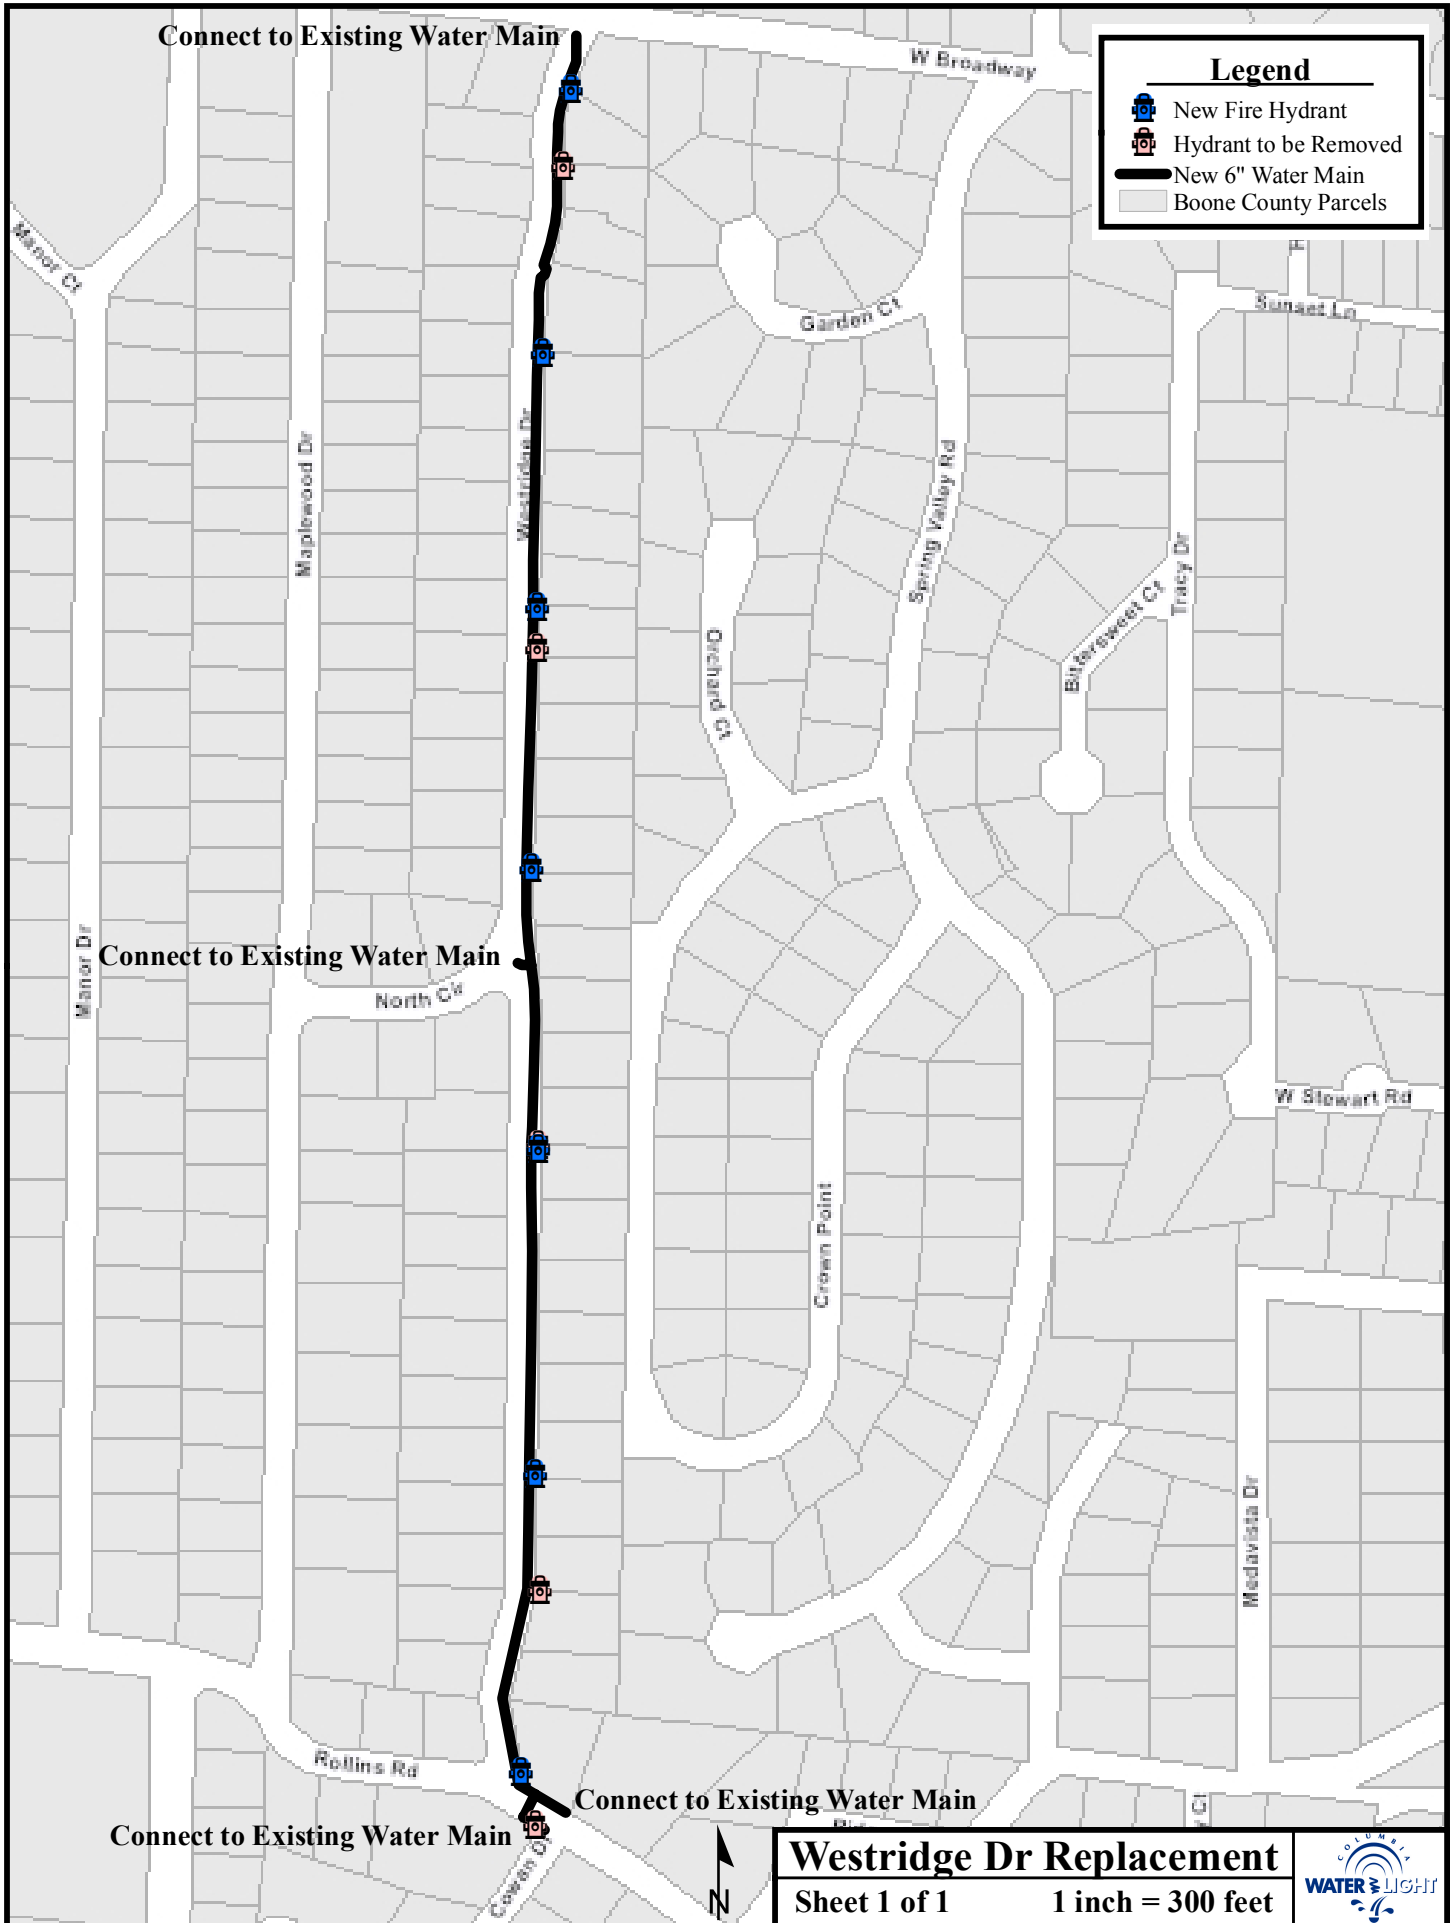 Connect to Existing Water Main
W Broadway
Legend
New Fire Hydrant
Hydrant to be Removed
New 6" Water Main
Boone County Parcels
Manor Ct
Garden Ct
Sunset Ln
Maplewood Dr
Westridge Dr
Spring Valley Rd
Tracy Dr
Bittersweet Ct
Orchard Ct
Manor Dr
Connect to Existing Water Main
North Cir
W Stewart Rd
Crown Point
Medavista Dr
Rollins Rd
Connect to Existing Water Main
Connect to Existing Water Main
Cowan Dr
Ct
N
Westridge Dr Replacement
Sheet 1 of 1
1 inch = 300 feet
COLUMBIA
WATER & LIGHT